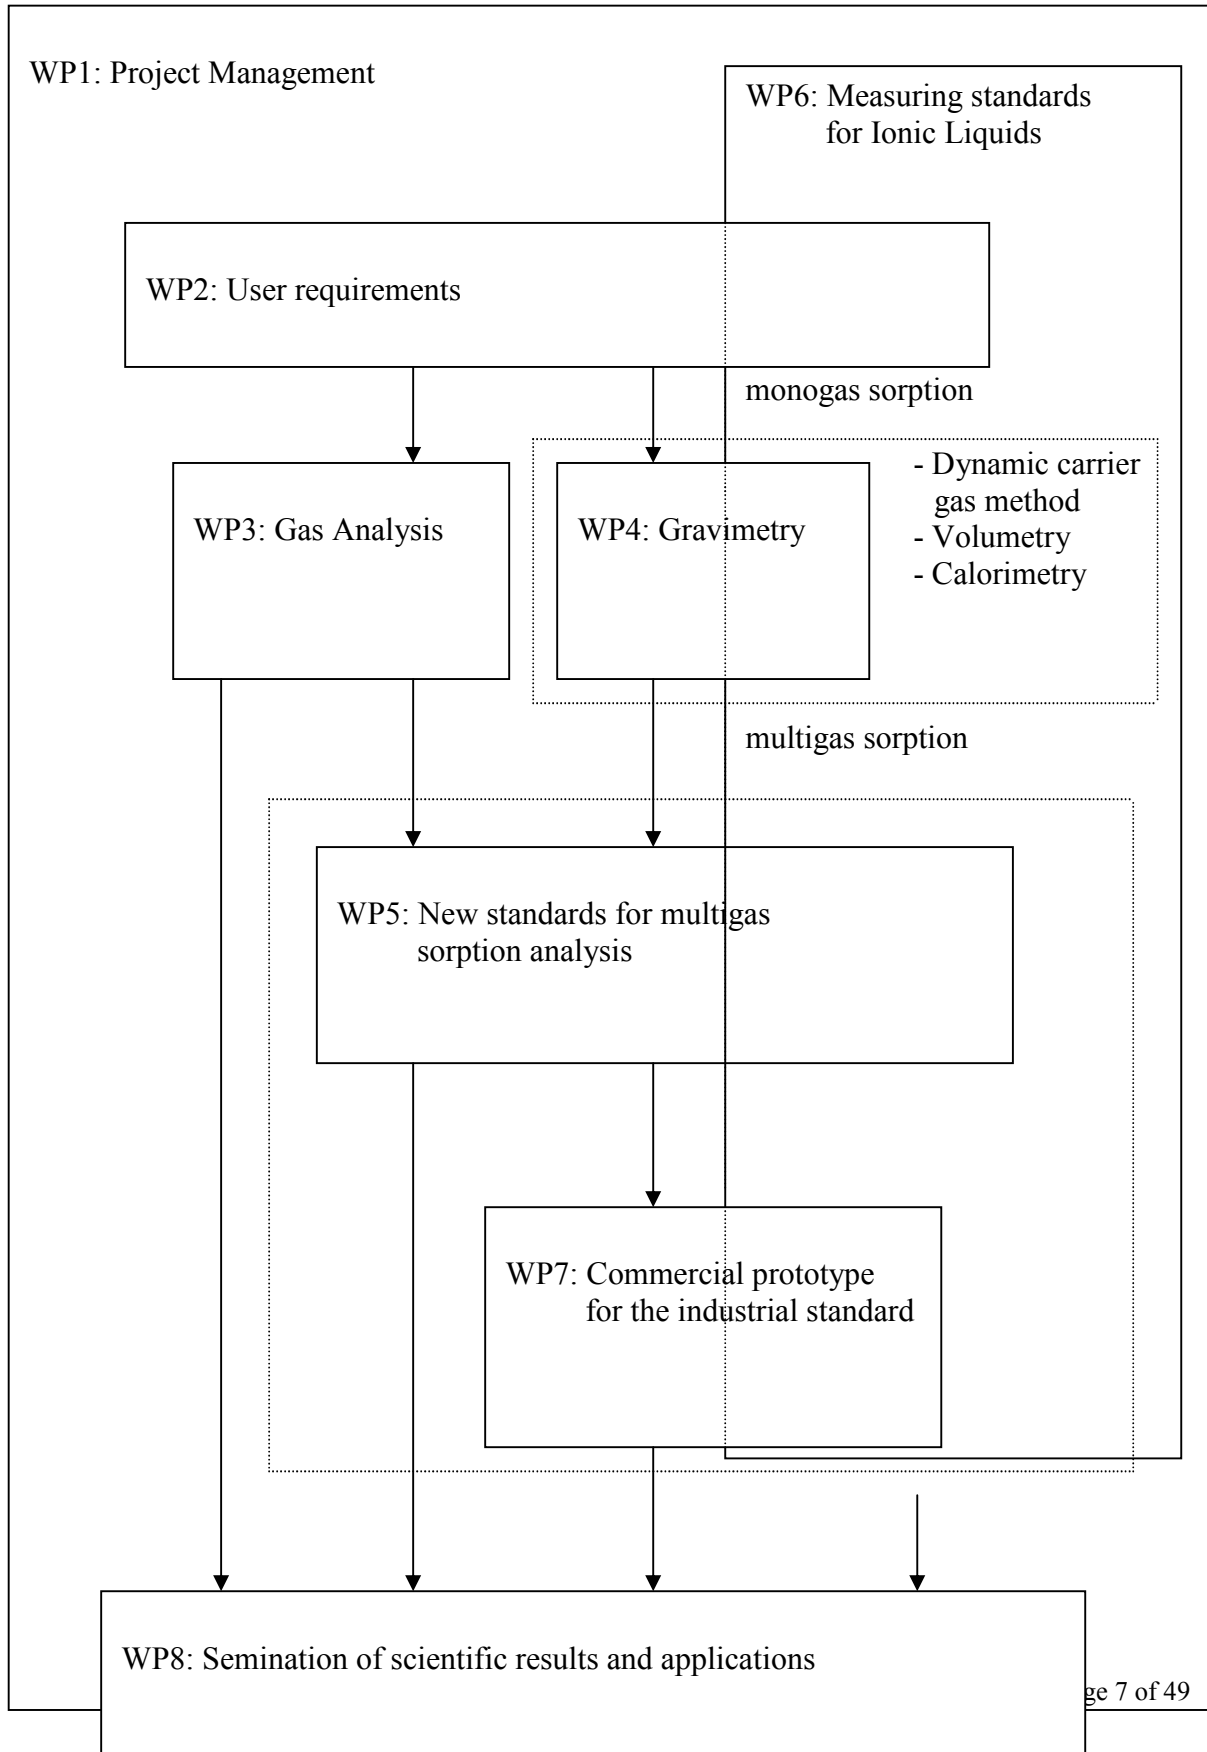 WP1: Project Management
WP6: Measuring standards
for Ionic Liquids
WP2: User requirements
monogas sorption
WP3: Gas Analysis
WP4: Gravimetry
- Dynamic carrier
gas method
- Volumetry
- Calorimetry
multigas sorption
WP5: New standards for multigas
sorption analysis
WP7: Commercial prototype
for the industrial standard
WP8: Semination of scientific results and applications
ge 7 of 49